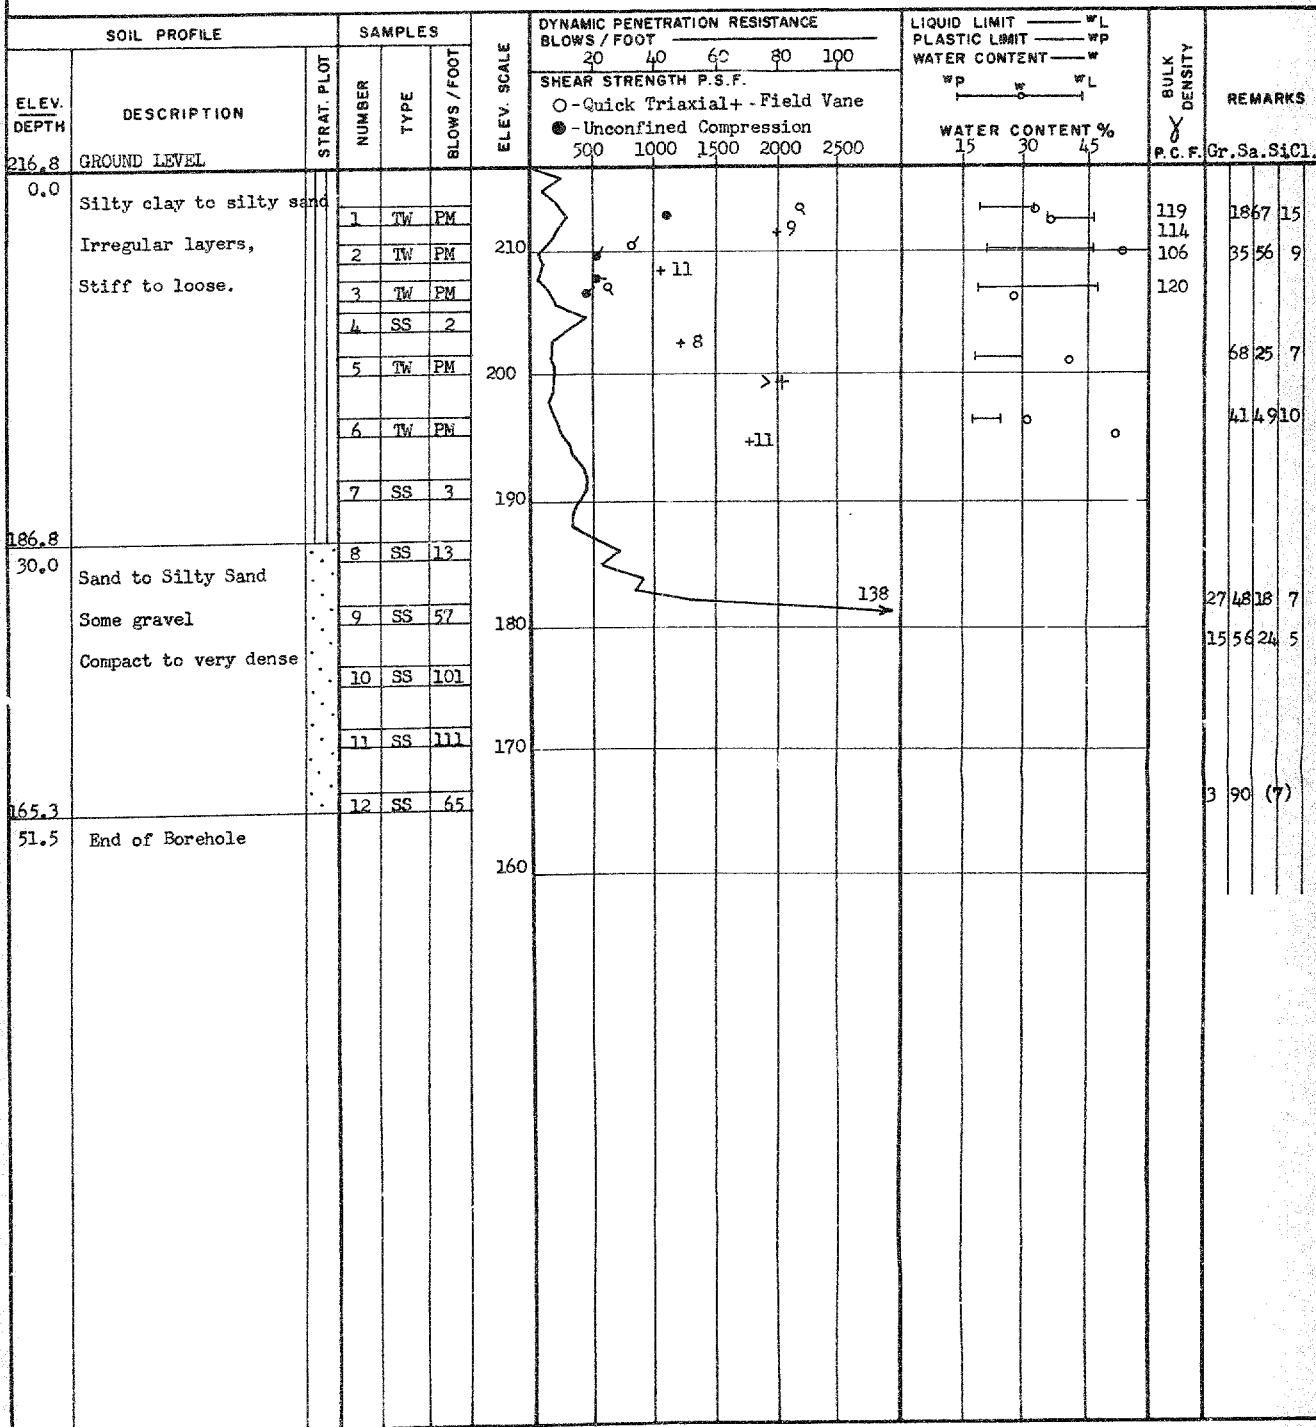 SOIL PROFILE
SAMPLES
ELEV. SCALE
DYNAMIC PENETRATION RESISTANCE
BLOWS / FOOT
20 40 60 80 100
SHEAR STRENGTH P.S.F.
O - Quick Triaxial + - Field Vane
● - Unconfined Compression
500 1000 1500 2000 2500
LIQUID LIMIT wL
PLASTIC LIMIT wP
WATER CONTENT w
wP w wL
WATER CONTENT %
15 30 45
BULK DENSITY
γ
P.C.F.
REMARKS
Gr. Sa. Si Cl.
ELEV.
DEPTH
DESCRIPTION
STRAT. PLOT
NUMBER
TYPE
BLOWS / FOOT
216.8 GROUND LEVEL
0.0
Silty clay to silty sand
Irregular layers,
Stiff to loose.
1 TW PM
2 TW PM
3 TW PM
4 SS 2
5 TW PM
6 TW PM
7 SS 3
186.8
30.0
Sand to Silty Sand
Some gravel
Compact to very dense
8 SS 13
9 SS 57
10 SS 101
11 SS 111
12 SS 65
165.3
51.5 End of Borehole
210
200
190
180
170
160
+ 9
+ 11
+ 8
> +
+11
138
119
114
106
120
18 67 15
35 56 9
68 25 7
41 49 10
27 48 18 7
15 56 24 5
3 90 (7)